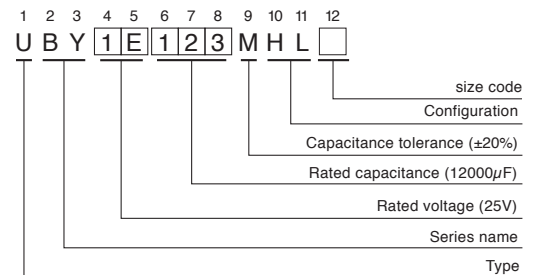 1 2 3 4 5 6 7 8 9 10 11 12
U B Y 1 E 1 2 3 M H L
size code
Configuration
Capacitance tolerance (±20%)
Rated capacitance (12000µF)
Rated voltage (25V)
Series name
Type